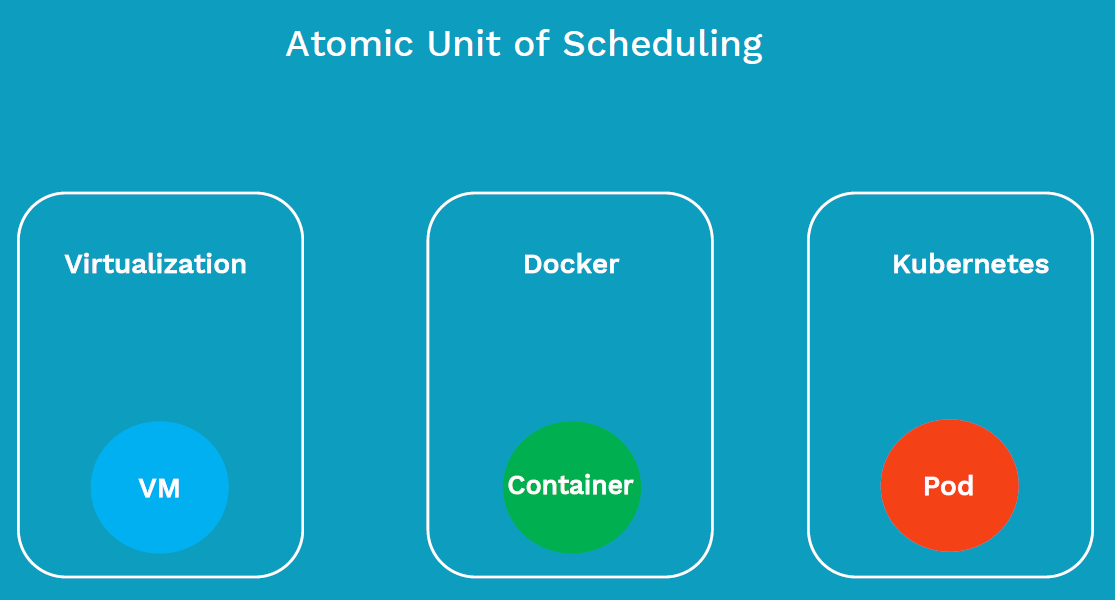 Atomic Unit of Scheduling
Virtualization
Docker
Kubernetes
VM
Container
Pod